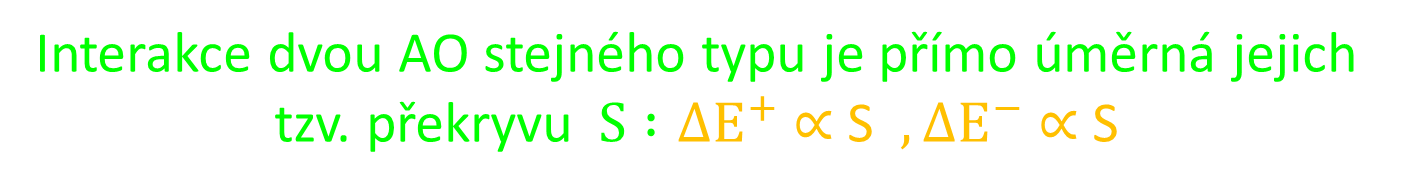 Interakce dvou AO stejného typu je přímo úměrná jejich
tzv. překryvu S : ΔE⁺ ∝ S , ΔE⁻ ∝ S